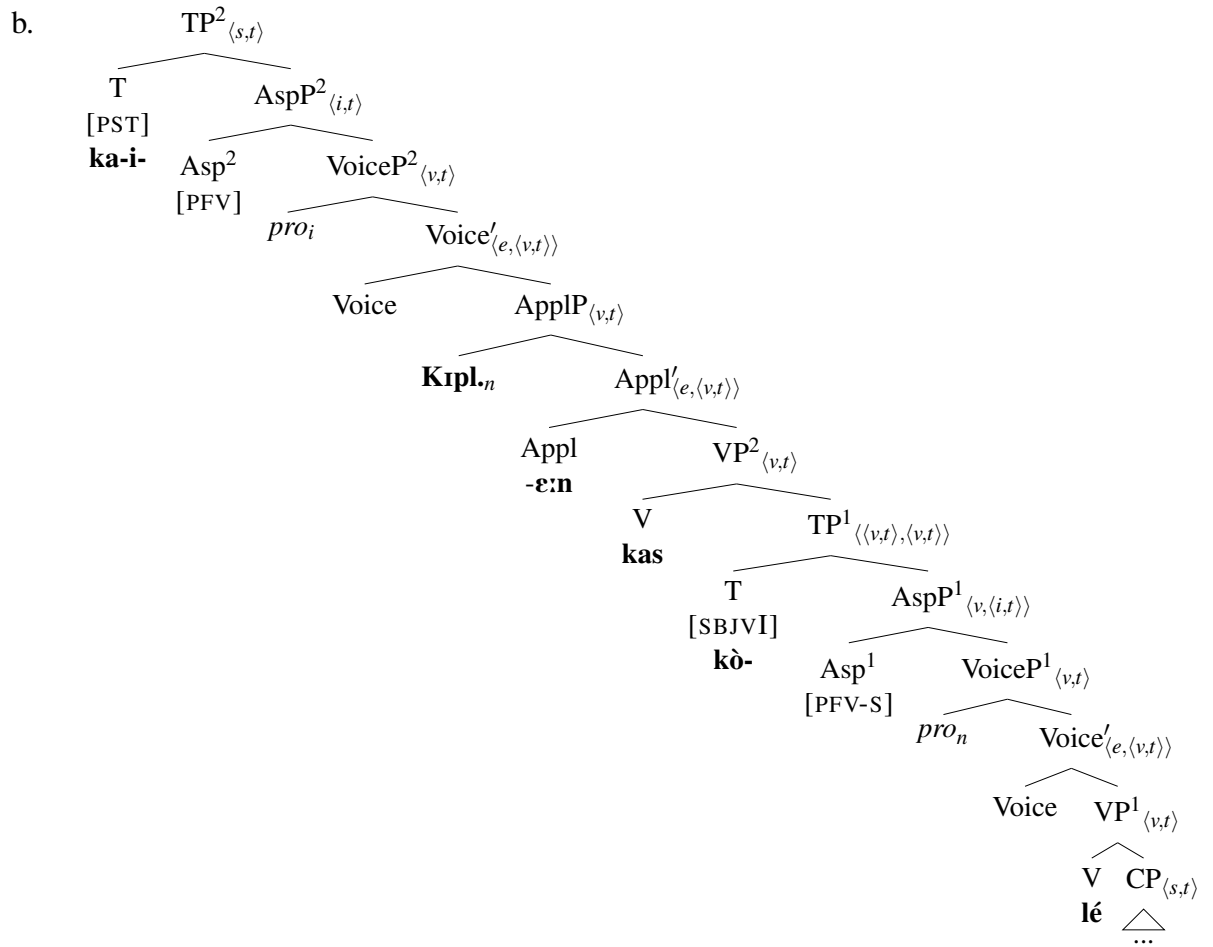 b. TP²⟨s,t⟩
T AspP²⟨i,t⟩
[PST]
ka-i- Asp² VoiceP²⟨v,t⟩
[PFV]
proᵢ Voice′⟨e,⟨v,t⟩⟩
Voice ApplP⟨v,t⟩
Kɪpl.ₙ Appl′⟨e,⟨v,t⟩⟩
Appl VP²⟨v,t⟩
-ɛːn
V TP¹⟨⟨v,t⟩,⟨v,t⟩⟩
kas
T AspP¹⟨v,⟨i,t⟩⟩
[SBJVI]
kò- Asp¹ VoiceP¹⟨v,t⟩
[PFV-S]
proₙ Voice′⟨e,⟨v,t⟩⟩
Voice VP¹⟨v,t⟩
V CP⟨s,t⟩
lé
...